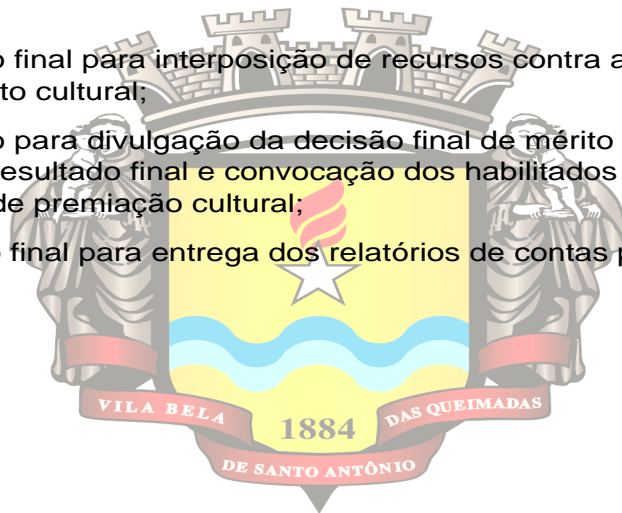 o final para interposição de recursos contra a
to cultural;
o para divulgação da decisão final de mérito
esultado final e convocação dos habilitados
de premiação cultural;
o final para entrega dos relatórios de contas p
VILA BELA
1884
DAS QUEIMADAS
DE SANTO ANTÔNIO